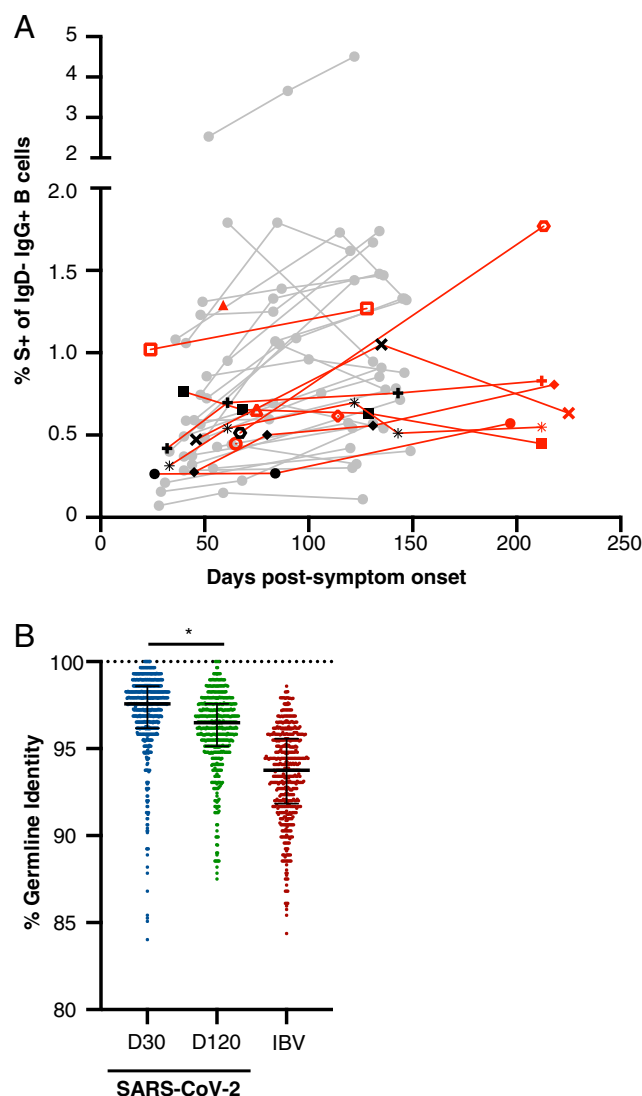 A
5
4
3
2
2.0
1.5
1.0
0.5
0
% S+ of IgD- IgG+ B cells
0 50 100 150 200 250
Days post-symptom onset
B
*
100
95
90
85
80
% Germline Identity
D30 D120 IBV
SARS-CoV-2